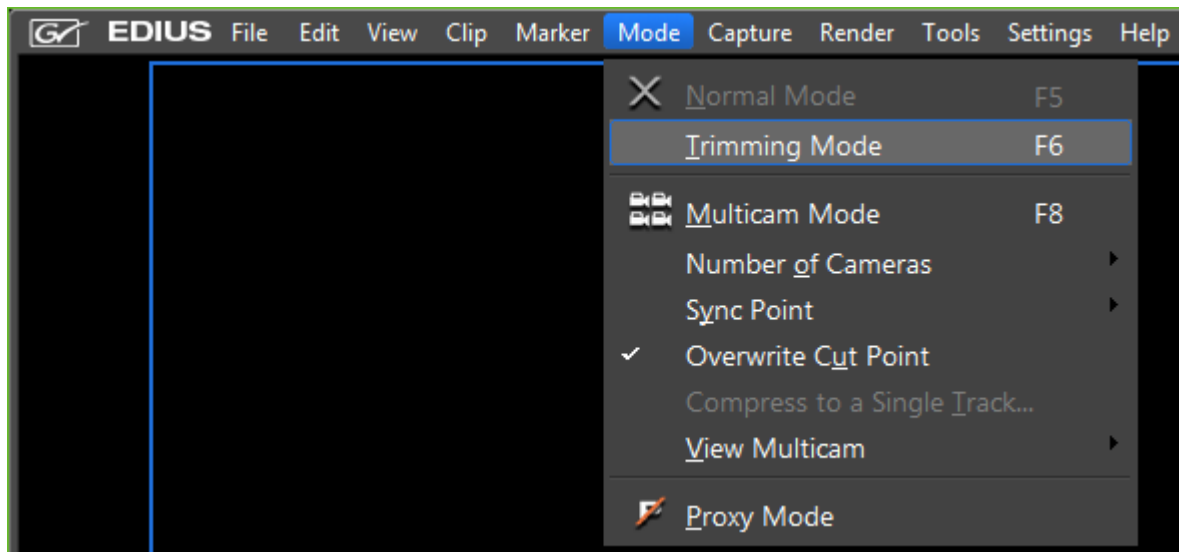 GV EDIUS File Edit View Clip Marker Mode Capture Render Tools Settings Help
Normal Mode F5
Trimming Mode F6
Multicam Mode F8
Number of Cameras
Sync Point
Overwrite Cut Point
Compress to a Single Track...
View Multicam
Proxy Mode